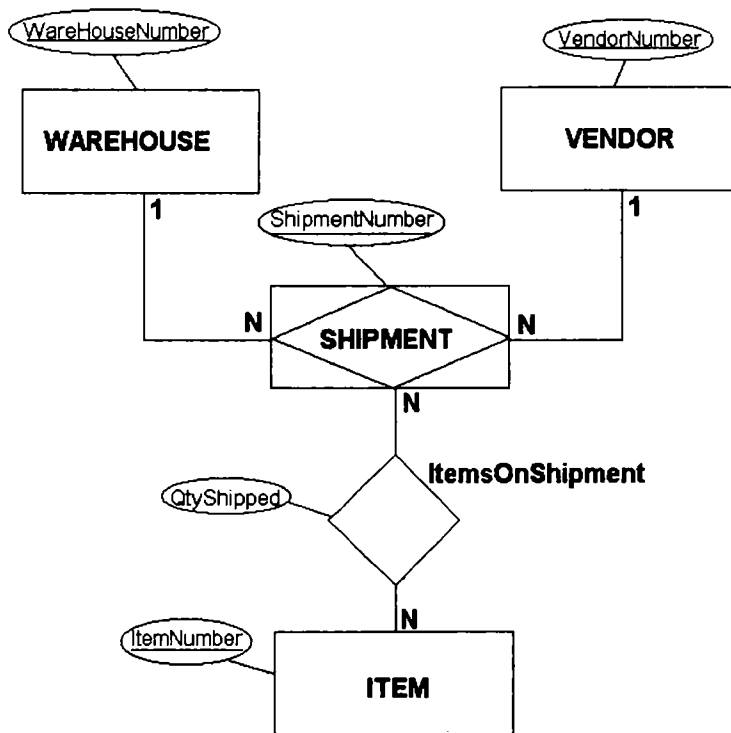 WareHouseNumber
VendorNumber
WAREHOUSE
VENDOR
1
1
ShipmentNumber
N
SHIPMENT
N
N
ItemsOnShipment
QtyShipped
N
ItemNumber
ITEM